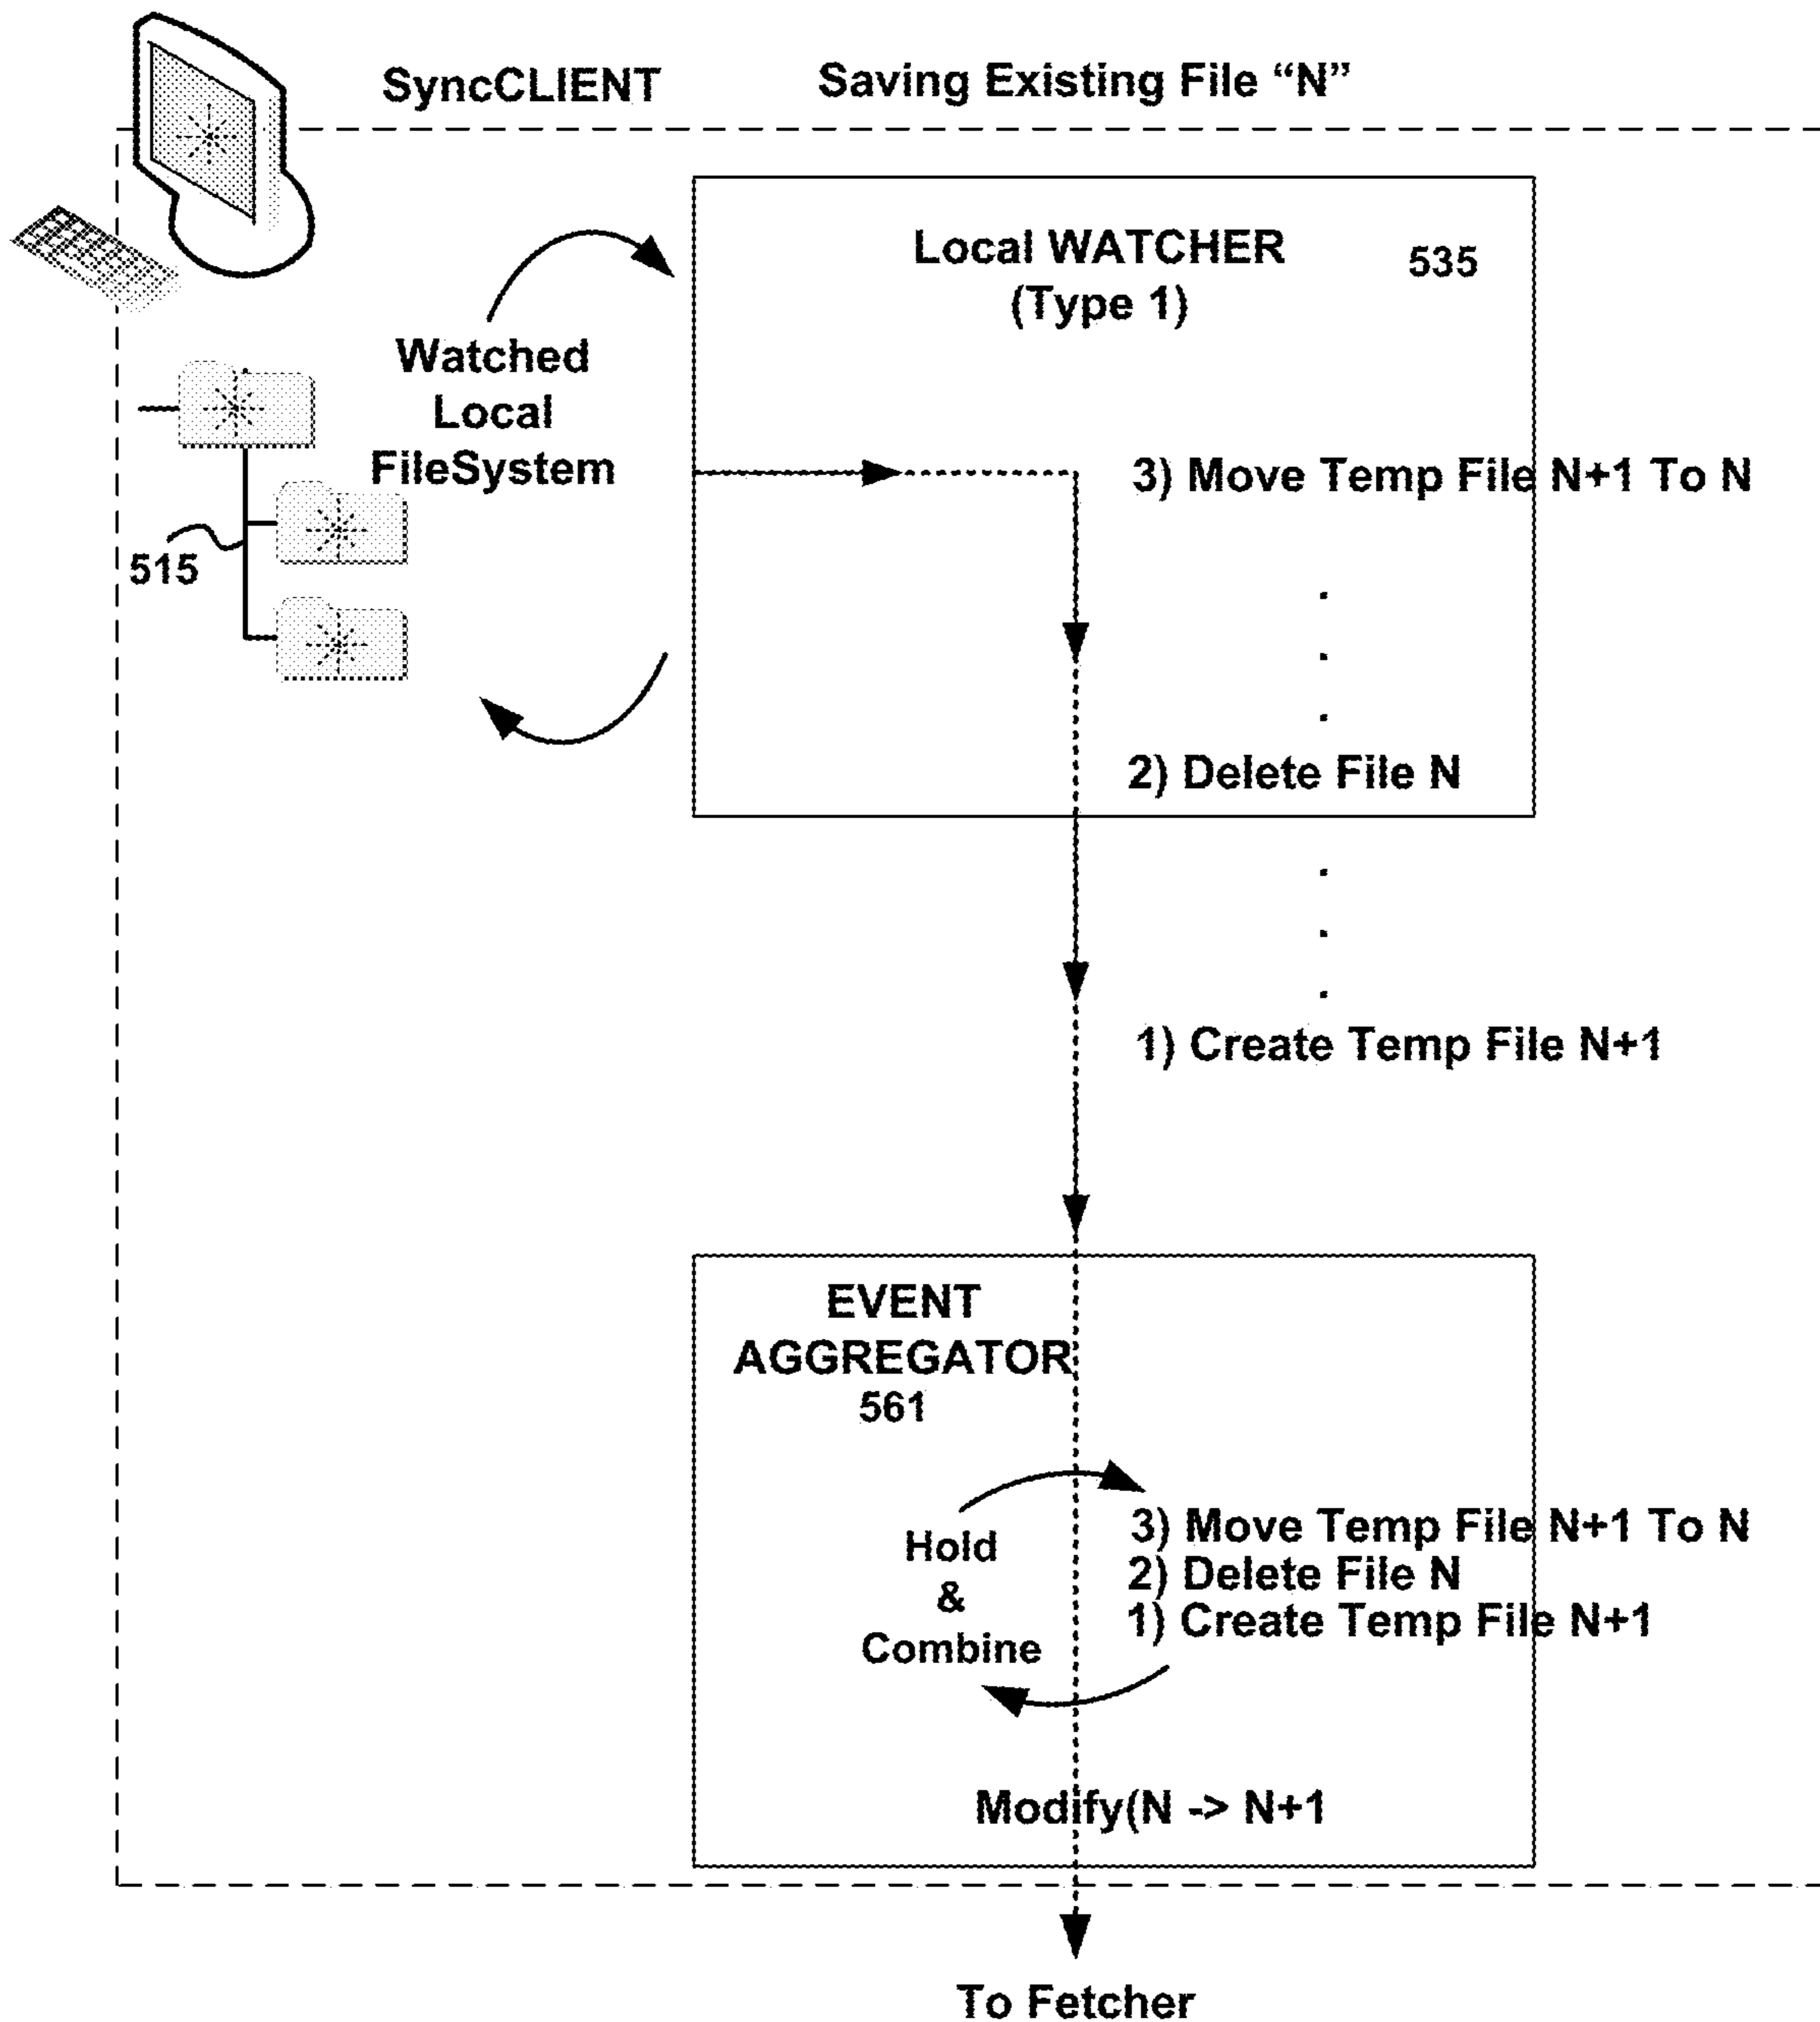 SyncCLIENT
Saving Existing File “N”
Local WATCHER
(Type 1)
535
Watched
Local
FileSystem
515
3) Move Temp File N+1 To N
.
.
.
2) Delete File N
.
.
.
1) Create Temp File N+1
EVENT
AGGREGATOR
561
Hold
&
Combine
3) Move Temp File N+1 To N
2) Delete File N
1) Create Temp File N+1
Modify(N -> N+1
To Fetcher